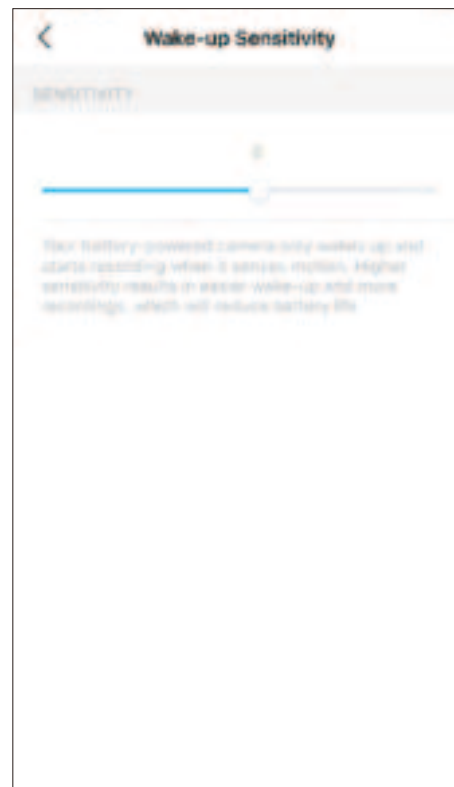 Wake-up Sensitivity
SENSITIVITY
Your battery-powered camera only wakes up and
starts recording when it senses motion. Higher
sensitivity results in easier wake-up and more
recordings, which will reduce battery life